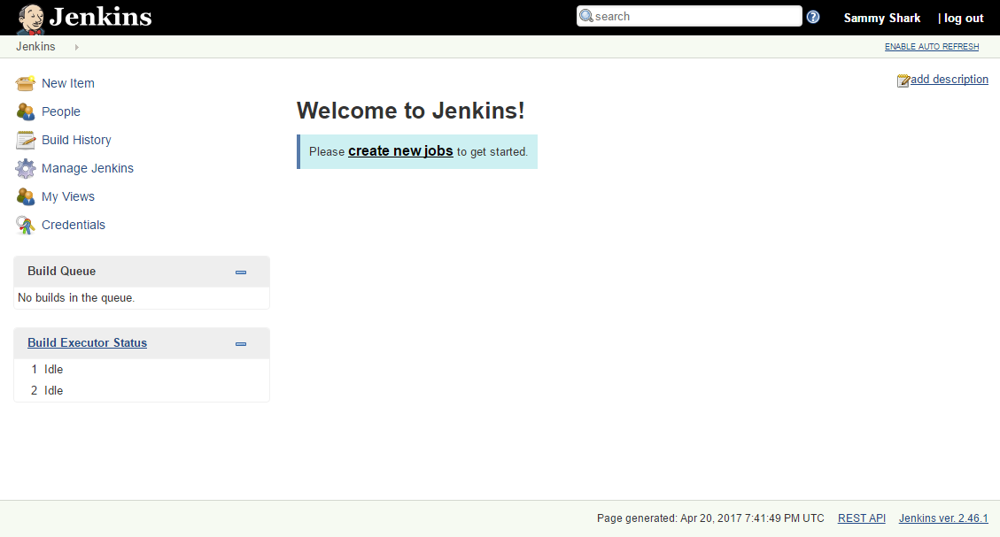 Jenkins
search
Sammy Shark | log out
Jenkins
ENABLE AUTO REFRESH
New Item
People
Build History
Manage Jenkins
My Views
Credentials
add description
Welcome to Jenkins!
Please create new jobs to get started.
Build Queue
No builds in the queue.
Build Executor Status
1 Idle
2 Idle
Page generated: Apr 20, 2017 7:41:49 PM UTC REST API Jenkins ver. 2.46.1